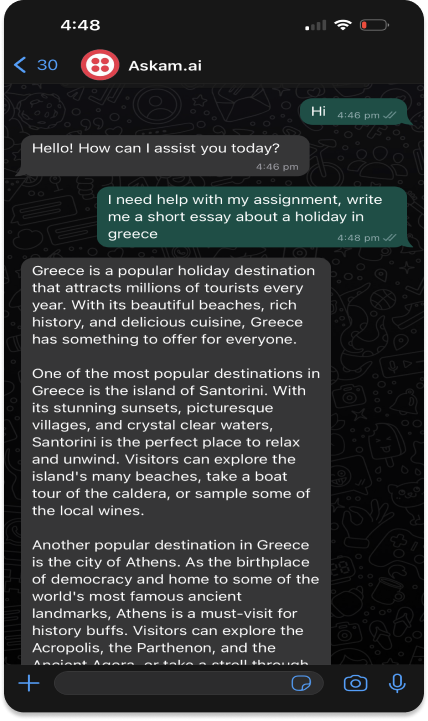 4:48
30
Askam.ai
Hi
4:46 pm
Hello! How can I assist you today?
4:46 pm
I need help with my assignment, write
me a short essay about a holiday in
greece
4:48 pm
Greece is a popular holiday destination
that attracts millions of tourists every
year. With its beautiful beaches, rich
history, and delicious cuisine, Greece
has something to offer for everyone.
One of the most popular destinations in
Greece is the island of Santorini. With
its stunning sunsets, picturesque
villages, and crystal clear waters,
Santorini is the perfect place to relax
and unwind. Visitors can explore the
island's many beaches, take a boat
tour of the caldera, or sample some of
the local wines.
Another popular destination in Greece
is the city of Athens. As the birthplace
of democracy and home to some of the
world's most famous ancient
landmarks, Athens is a must-visit for
history buffs. Visitors can explore the
Acropolis, the Parthenon, and the
Ancient Agora, or take a stroll through